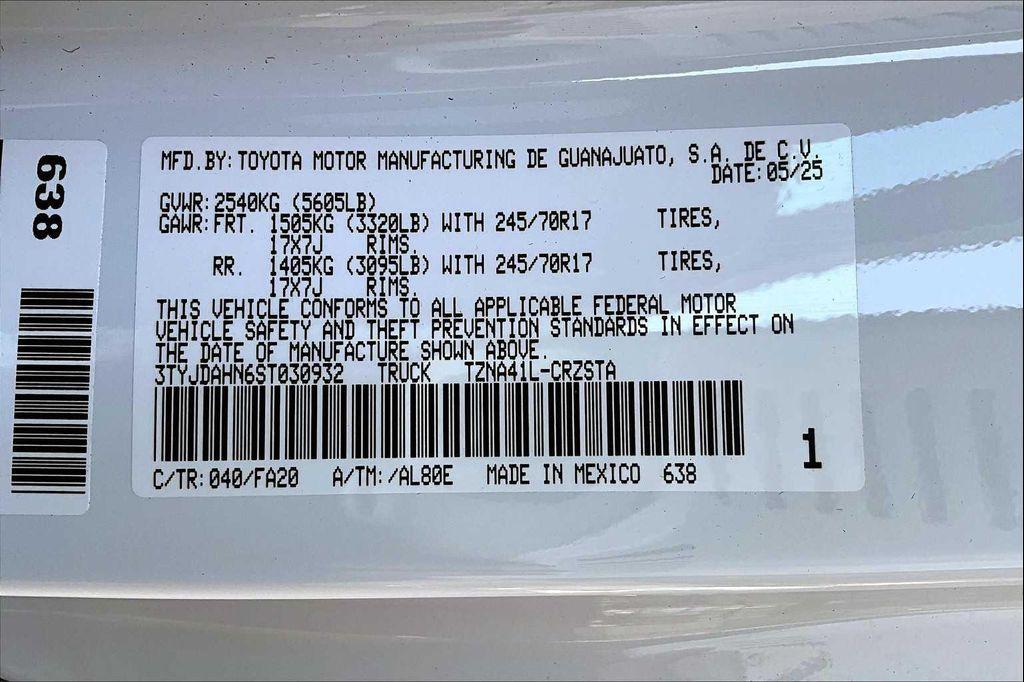 638
MFD.BY:TOYOTA MOTOR MANUFACTURING DE GUANAJUATO, S.A. DE C.V.
DATE:05/25
GVWR:2540KG (5605LB)
GAWR:FRT. 1505KG (3320LB) WITH 245/70R17 TIRES,
17X7J RIMS.
RR. 1405KG (3095LB) WITH 245/70R17 TIRES,
17X7J RIMS.
THIS VEHICLE CONFORMS TO ALL APPLICABLE FEDERAL MOTOR
VEHICLE SAFETY AND THEFT PREVENTION STANDARDS IN EFFECT ON
THE DATE OF MANUFACTURE SHOWN ABOVE.
3TYJDAHN6ST030932 TRUCK TZNA41L-CRZSTA
1
C/TR:040/FA20 A/TM:/AL80E MADE IN MEXICO 638